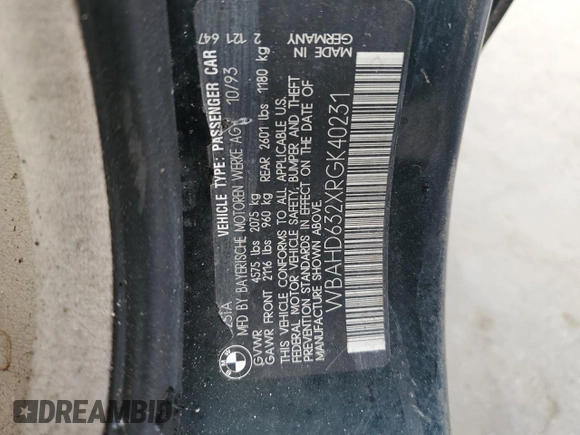 2 121 647 MADE IN GERMANY
VEHICLE TYPE: PASSENGER CAR
MFD BY BAYERISCHE MOTOREN WERKE AG 10/93
GVWR 4575 lbs 2075 kg
GAWR FRONT 2116 lbs 960 kg REAR 2601 lbs 1180 kg
THIS VEHICLE CONFORMS TO ALL APPLICABLE U.S.
FEDERAL MOTOR VEHICLE SAFETY, BUMPER AND THEFT
PREVENTION STANDARDS IN EFFECT ON THE DATE OF
MANUFACTURE SHOWN ABOVE.
WBAHD632XRGK40231
BMW
DREAMBID